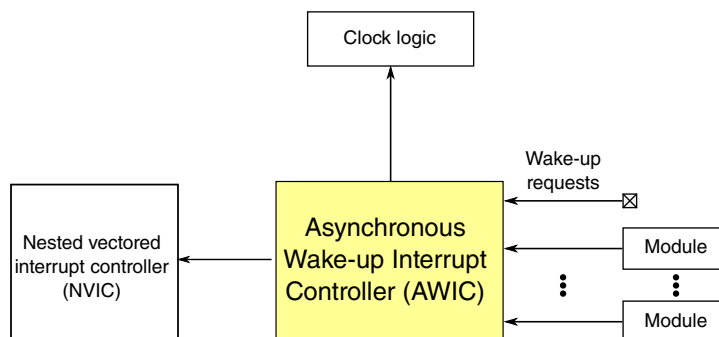 Clock logic
Wake-up
requests
Asynchronous
Wake-up Interrupt
Controller (AWIC)
Nested vectored
interrupt controller
(NVIC)
Module
Module